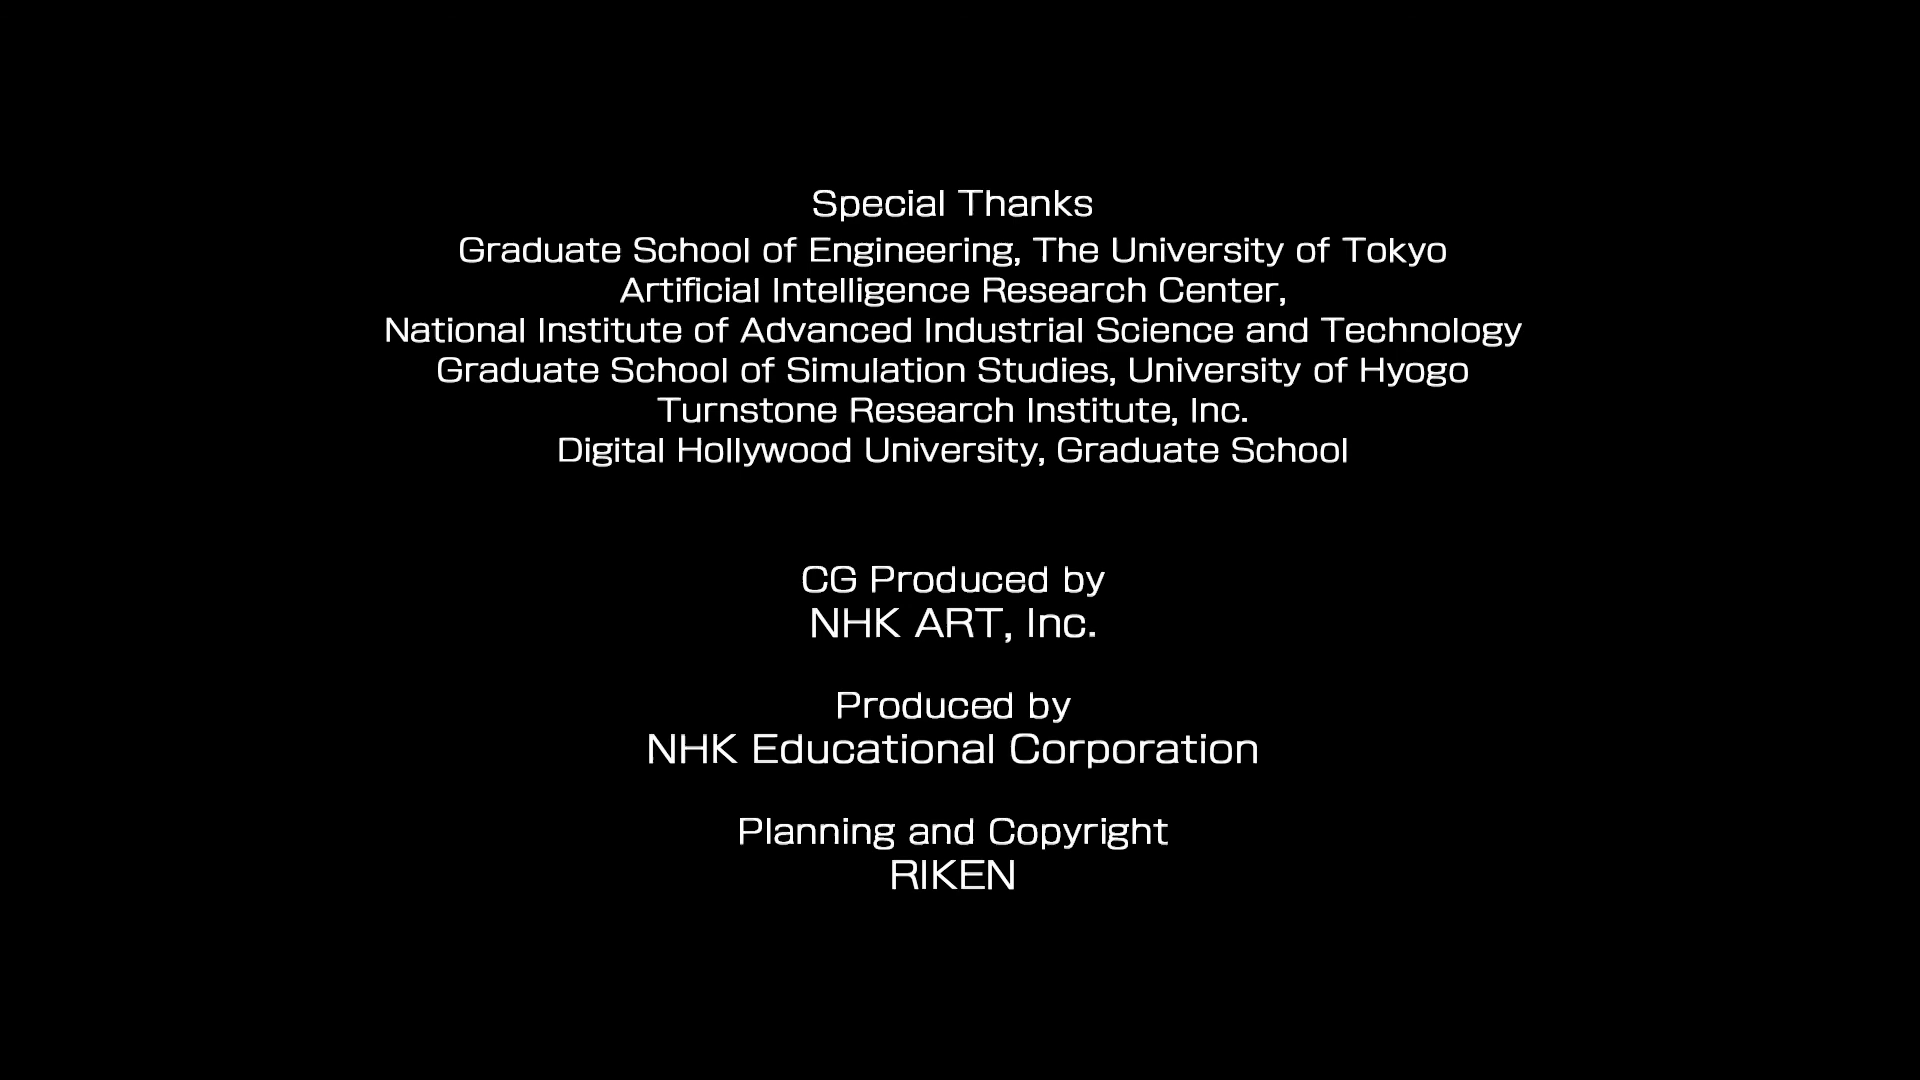 Special Thanks
Graduate School of Engineering, The University of Tokyo
Artificial Intelligence Research Center,
National Institute of Advanced Industrial Science and Technology
Graduate School of Simulation Studies, University of Hyogo
Turnstone Research Institute, Inc.
Digital Hollywood University, Graduate School
CG Produced by
NHK ART, Inc.
Produced by
NHK Educational Corporation
Planning and Copyright
RIKEN